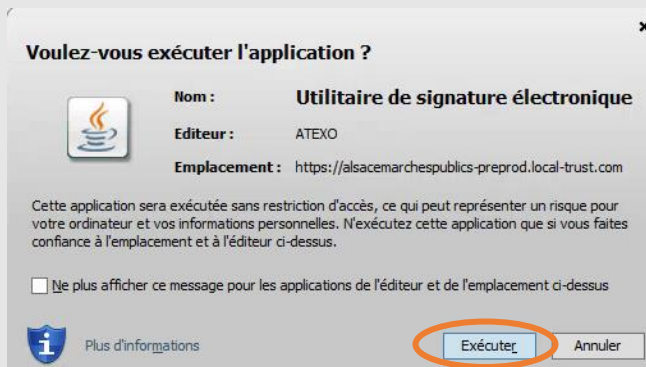 Voulez-vous exécuter l'application ?
Nom : Utilitaire de signature électronique
Editeur : ATEXO
Emplacement : https://alsacemarchespublics-preprod.local-trust.com
Cette application sera exécutée sans restriction d'accès, ce qui peut représenter un risque pour
votre ordinateur et vos informations personnelles. N'exécutez cette application que si vous faites
confiance à l'emplacement et à l'éditeur ci-dessus.
Ne plus afficher ce message pour les applications de l'éditeur et de l'emplacement ci-dessus
Plus d'informations
Exécuter Annuler